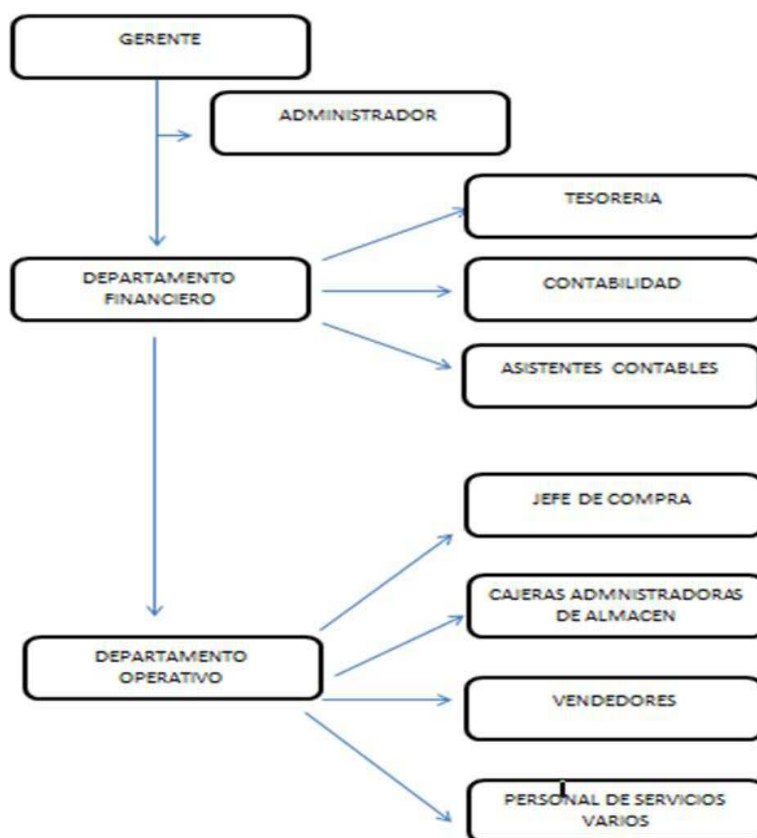 GERENTE
ADMINISTRADOR
TESORERIA
DEPARTAMENTO
FINANCIERO
CONTABILIDAD
ASISTENTES CONTABLES
JEFE DE COMPRA
CAJERAS ADMNISTRADORAS
DE ALMACEN
DEPARTAMENTO
OPERATIVO
VENDEDORES
PERSONAL DE SERVICIOS
VARIOS